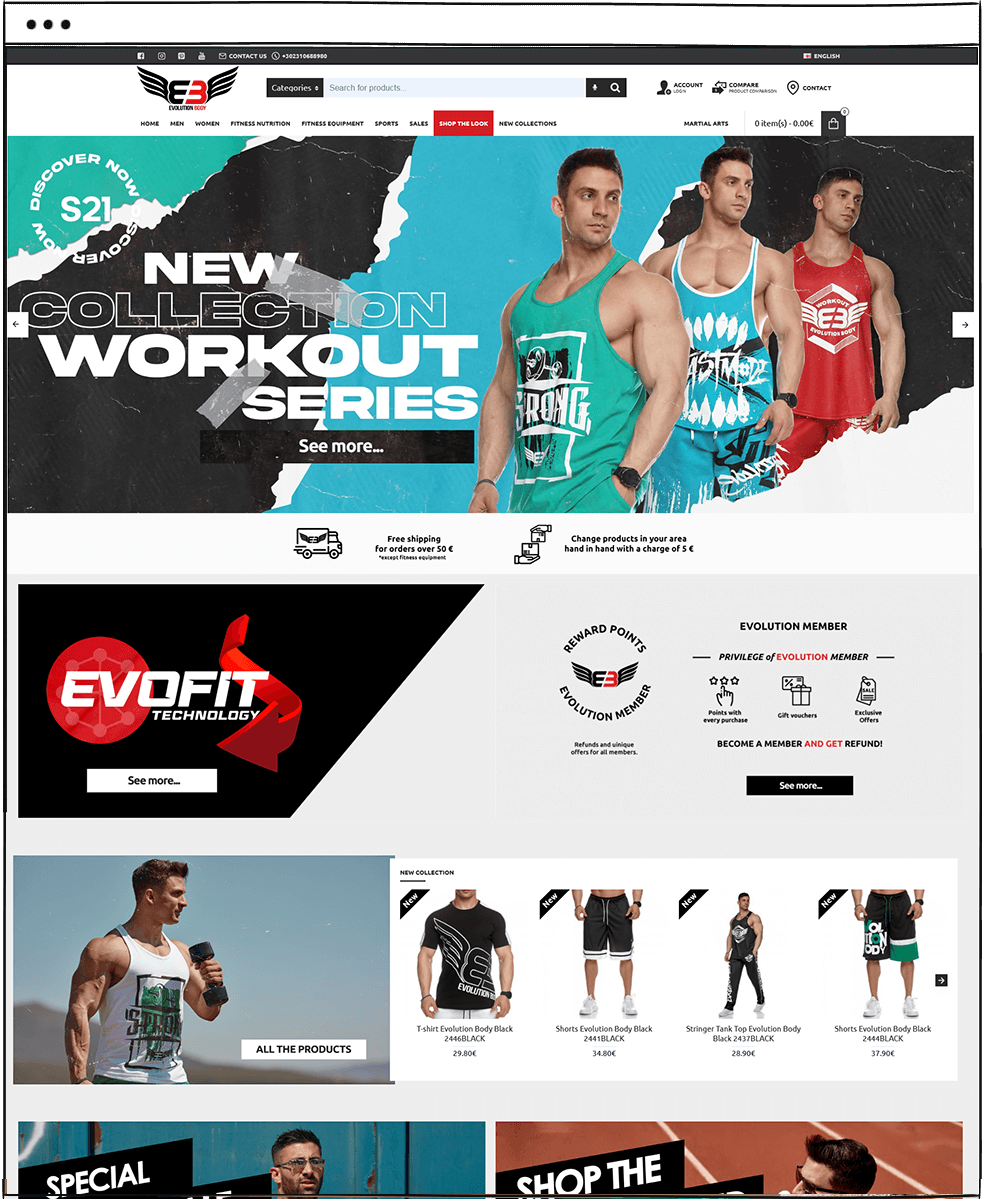 CONTACT US +302310688980 ENGLISH
EB
EVOLUTION BODY
Categories Search for products...
ACCOUNT
LOGIN
COMPARE
PRODUCT COMPARISON
CONTACT
HOME MEN WOMEN FITNESS NUTRITION FITNESS EQUIPMENT SPORTS SALES SHOP THE LOOK NEW COLLECTIONS MARTIAL ARTS 0 item(s) - 0.00€ 0
DISCOVER NOW DISCOVER NOW
S21
NEW
COLLECTION
WORKOUT
SERIES
See more...
STRONG
WORKOUT
EB
EVOLUTION BODY
Free shipping
for orders over 50 €
*except fitness equipment
Change products in your area
hand in hand with a charge of 5 €
EVOFIT
TECHNOLOGY
See more...
REWARD POINTS
EB
EVOLUTION MEMBER
Refunds and uinique
offers for all members.
EVOLUTION MEMBER
PRIVILEGE of EVOLUTION MEMBER
SALE
Points with
every purchase
Gift vouchers
Exclusive
Offers
BECOME A MEMBER AND GET REFUND!
See more...
ALL THE PRODUCTS
NEW COLLECTION
New
New
New
New
EVOLUTION BODY
T-shirt Evolution Body Black
2446BLACK
29.80€
Shorts Evolution Body Black
2441BLACK
34.80€
Stringer Tank Top Evolution Body
Black 2437BLACK
28.90€
Shorts Evolution Body Black
2444BLACK
37.90€
SPECIAL
SHOP THE